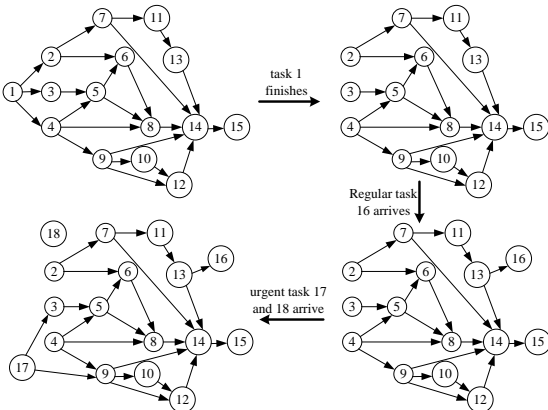 7 11 7 11
2 6 13 2 6 13
1 3 5 task 1 3 5
finishes
4 8 14 15 4 8 14 15
9 10 9 10
12 12
Regular task
16 arrives
18 7 11 7 11
16 16
2 6 13 2 6 13
urgent task 17
and 18 arrive
3 5 3 5
4 8 14 15 4 8 14 15
17 9 10 9 10
12 12